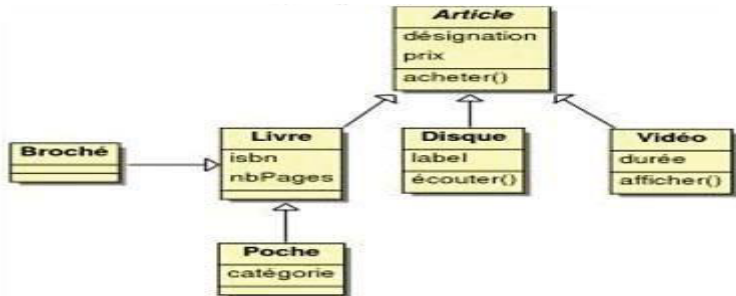 Article
désignation
prix
acheter()
Broché
Livre
isbn
nbPages
Disque
label
écouter()
Vidéo
durée
afficher()
Poche
catégorie